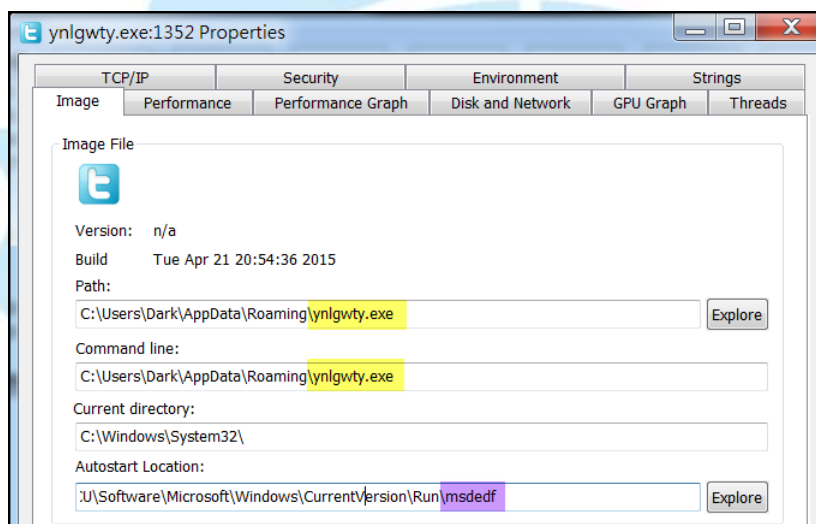 ynlgwty.exe:1352 Properties
TCP/IP Security Environment Strings
Image Performance Performance Graph Disk and Network GPU Graph Threads
Image File
Version: n/a
Build Tue Apr 21 20:54:36 2015
Path:
C:\Users\Dark\AppData\Roaming\ynlgwty.exe Explore
Command line:
C:\Users\Dark\AppData\Roaming\ynlgwty.exe
Current directory:
C:\Windows\System32\
Autostart Location:
U\Software\Microsoft\Windows\CurrentVersion\Run\msdedf Explore